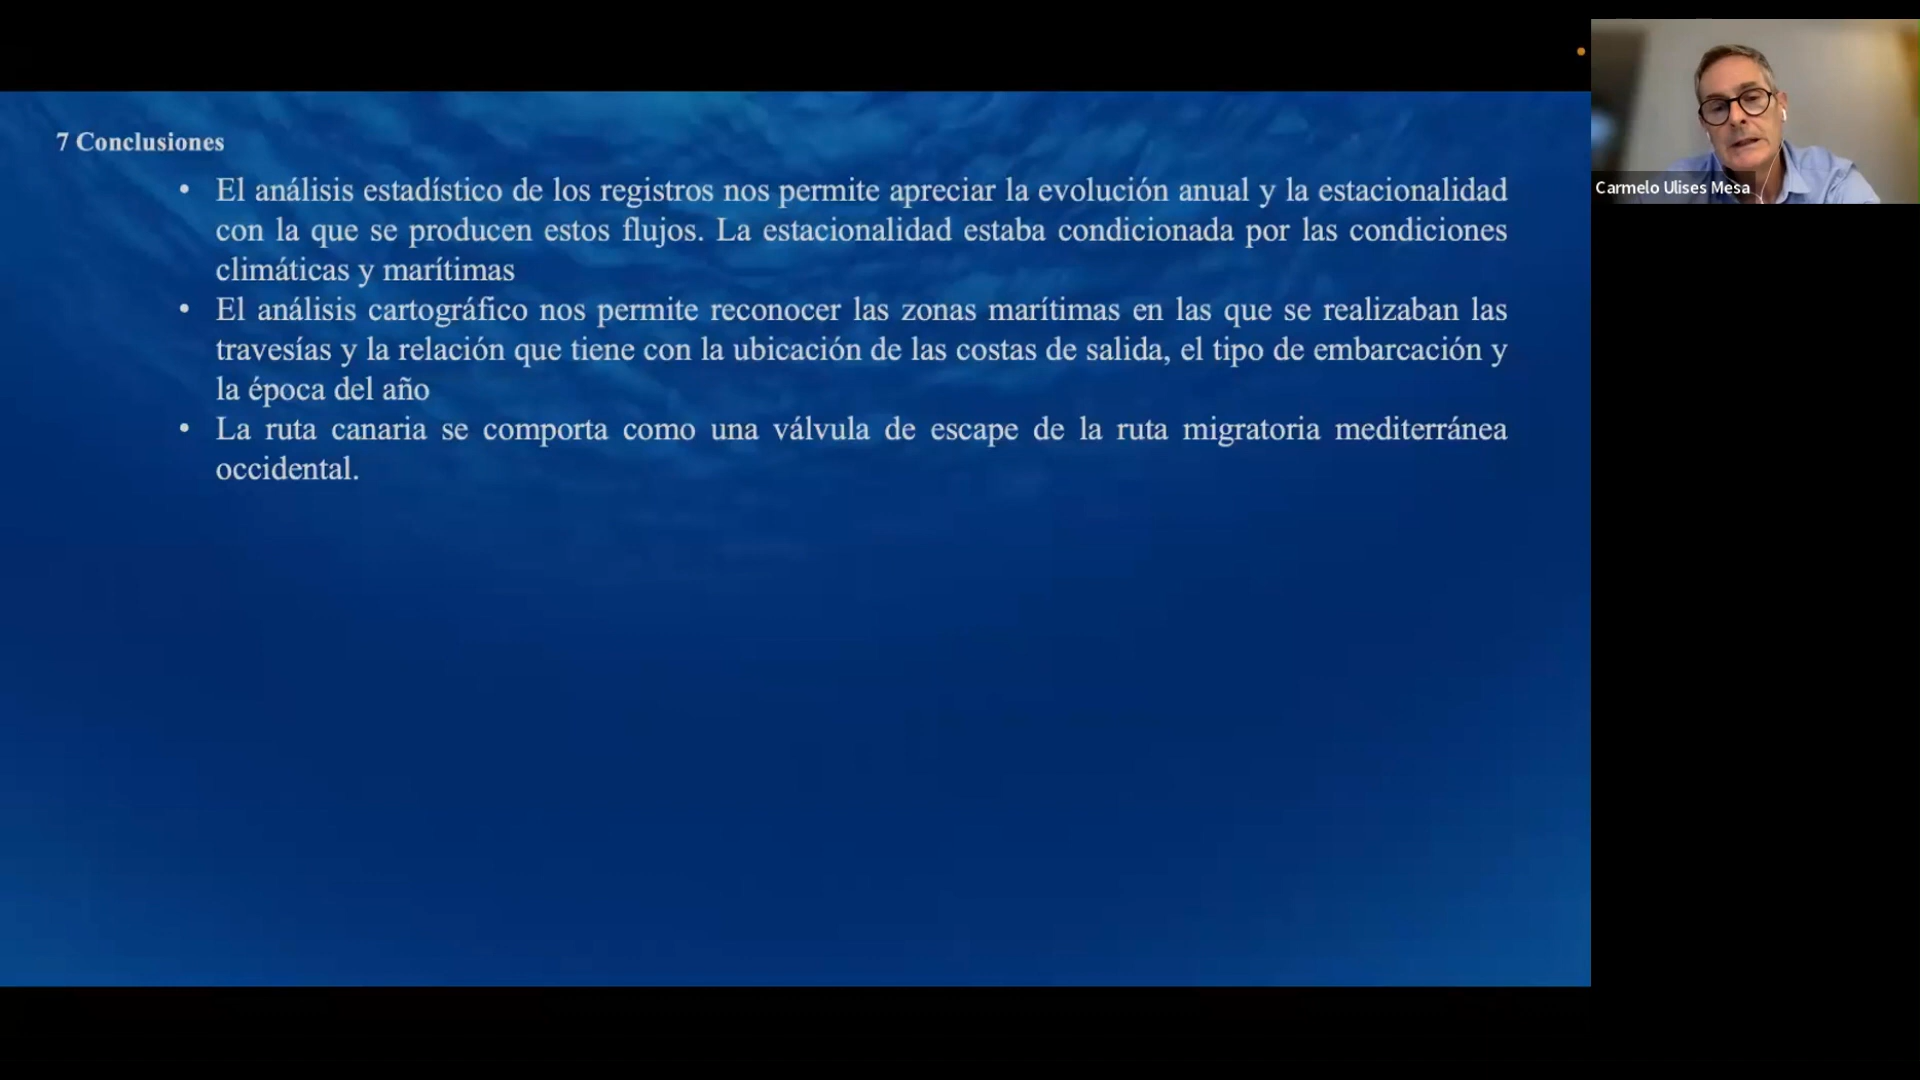 7 Conclusiones
• El análisis estadístico de los registros nos permite apreciar la evolución anual y la estacionalidad
con la que se producen estos flujos. La estacionalidad estaba condicionada por las condiciones
climáticas y marítimas
• El análisis cartográfico nos permite reconocer las zonas marítimas en las que se realizaban las
travesías y la relación que tiene con la ubicación de las costas de salida, el tipo de embarcación y
la época del año
• La ruta canaria se comporta como una válvula de escape de la ruta migratoria mediterránea
occidental.
Carmelo Ulises Mesa